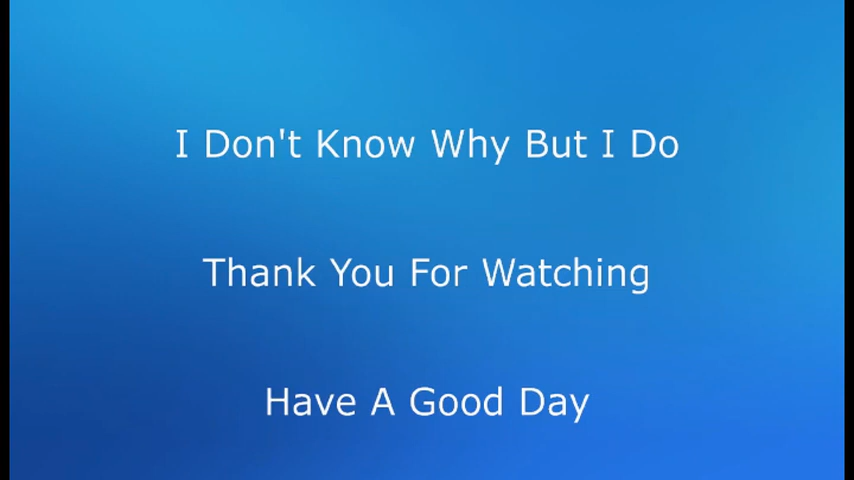 I Don't Know Why But I Do
Thank You For Watching
Have A Good Day